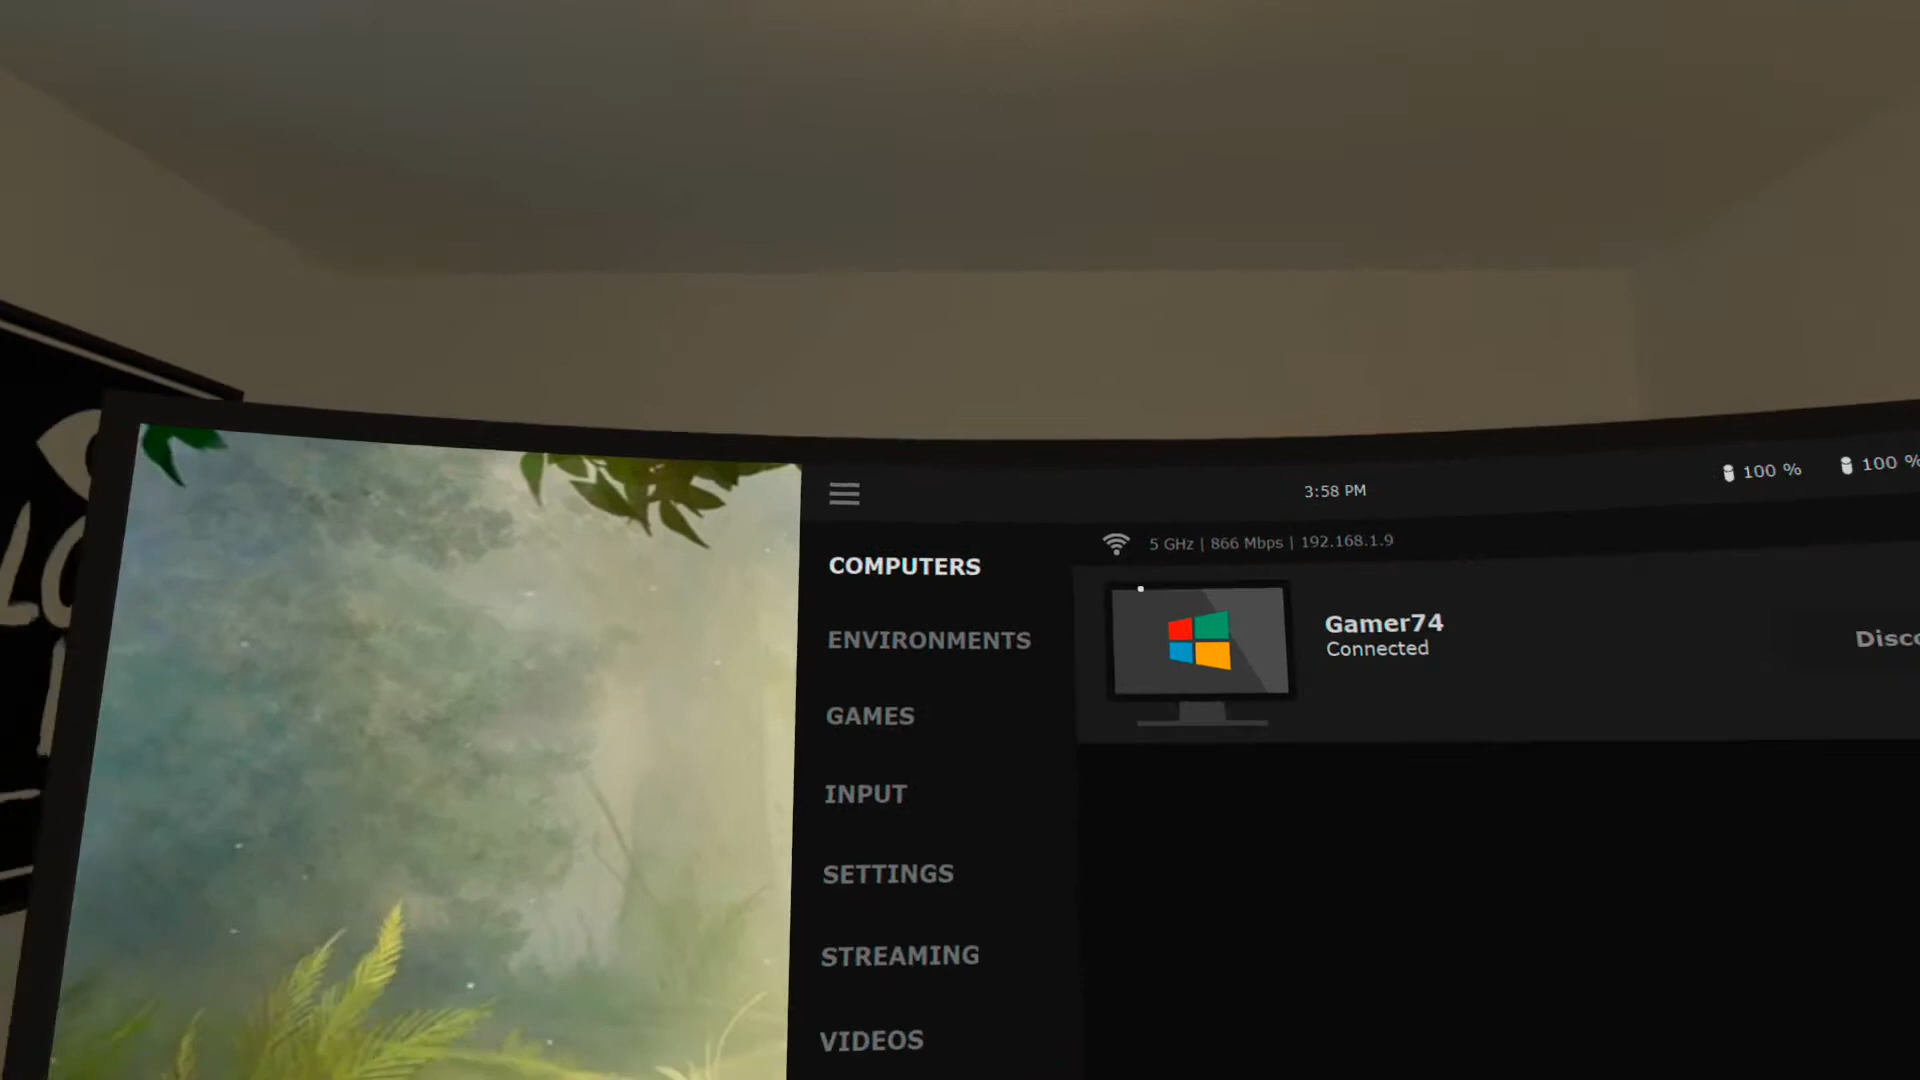 3:58 PM
100 %
100 %
5 GHz | 866 Mbps | 192.168.1.9
COMPUTERS
Gamer74
Connected
ENVIRONMENTS
GAMES
INPUT
SETTINGS
STREAMING
VIDEOS